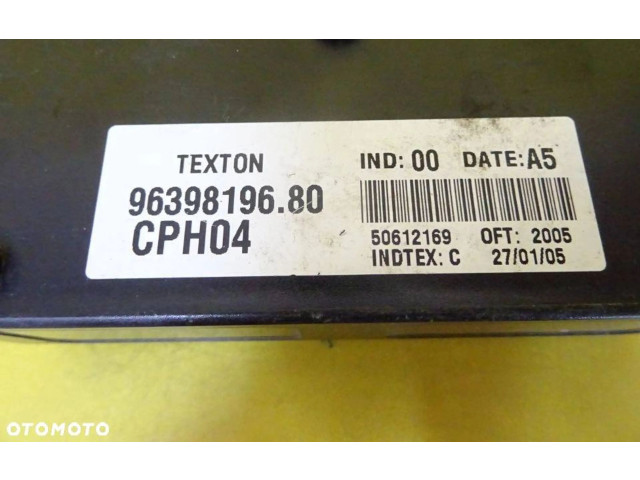 TEXTON
96398196.80
CPH04
IND: 00 DATE: A5
50612169 OFT: 2005
INDTEX: C 27/01/05
OTOMOTO